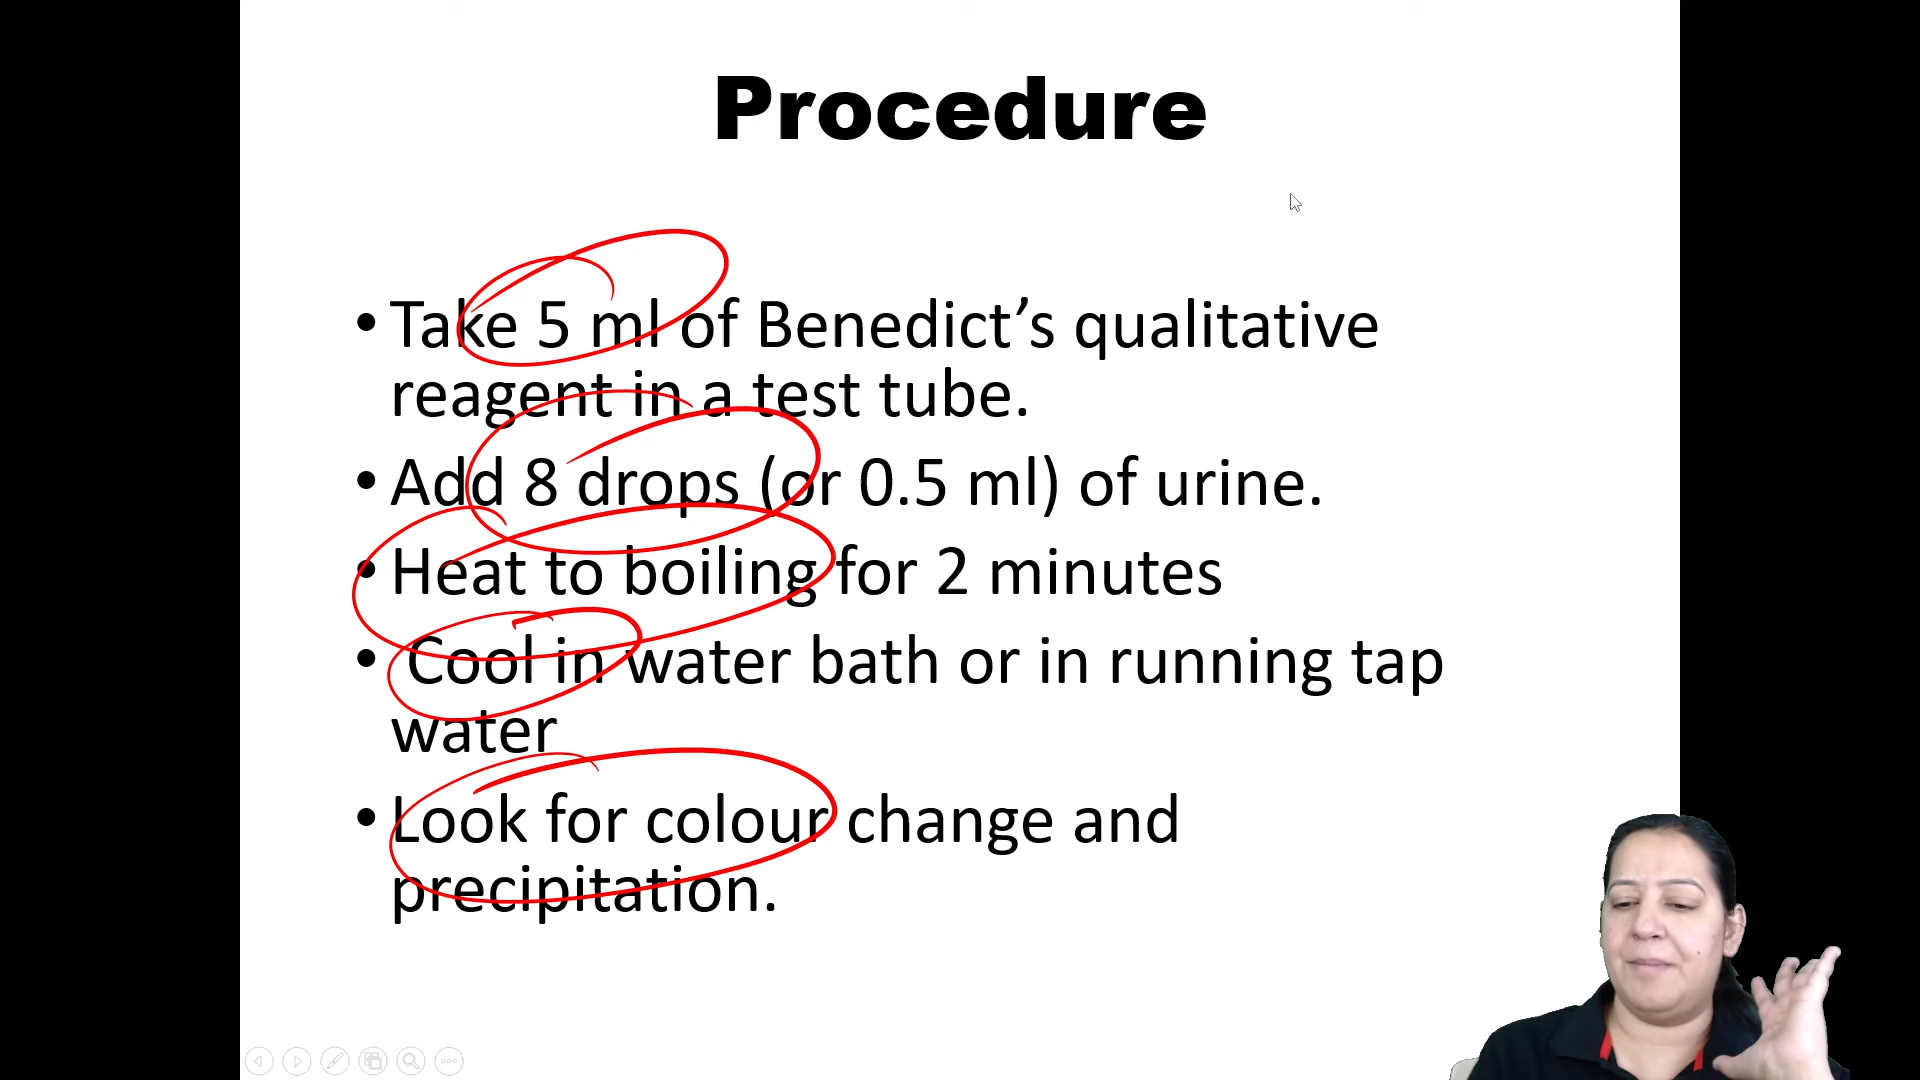 Procedure
• Take 5 ml of Benedict’s qualitative
reagent in a test tube.
• Add 8 drops (or 0.5 ml) of urine.
• Heat to boiling for 2 minutes
• Cool in water bath or in running tap
water
• Look for colour change and
precipitation.